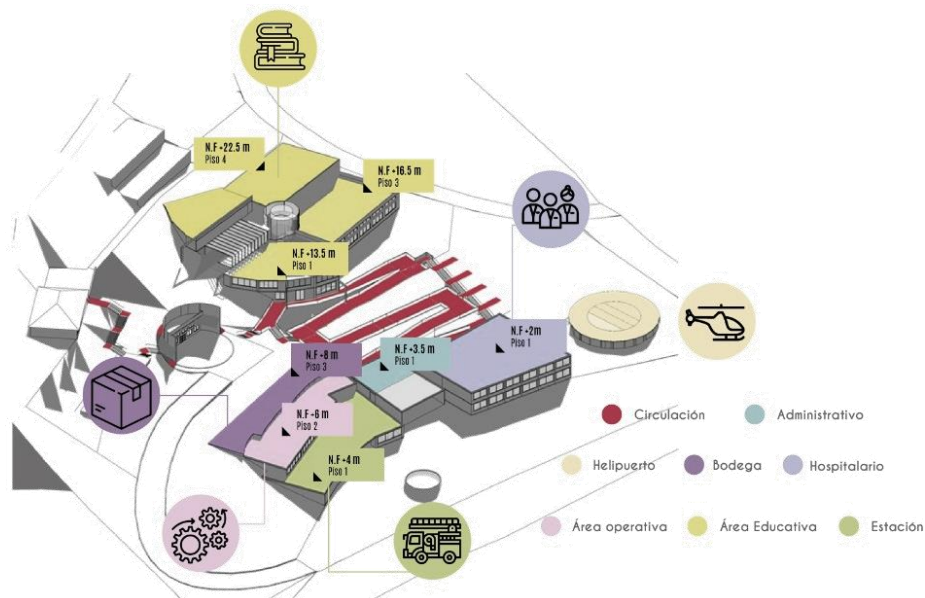 N.F +22.5 m
Piso 4
N.F +16.5 m
Piso 3
N.F +13.5 m
Piso 1
N.F +2m
Piso 1
N.F +8 m
Piso 3
N.F +3.5 m
Piso 1
N.F +6 m
Piso 2
N.F +4 m
Piso 1
Circulación
Administrativo
Helipuerto
Bodega
Hospitalario
Área operativa
Área Educativa
Estación